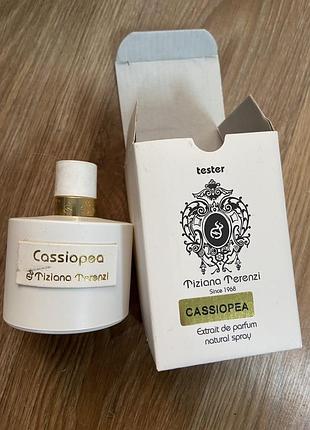 Cassiopea
Tiziana Terenzi
tester
Tiziana Terenzi
Since 1968
CASSIOPEA
Extrait de parfum
natural spray